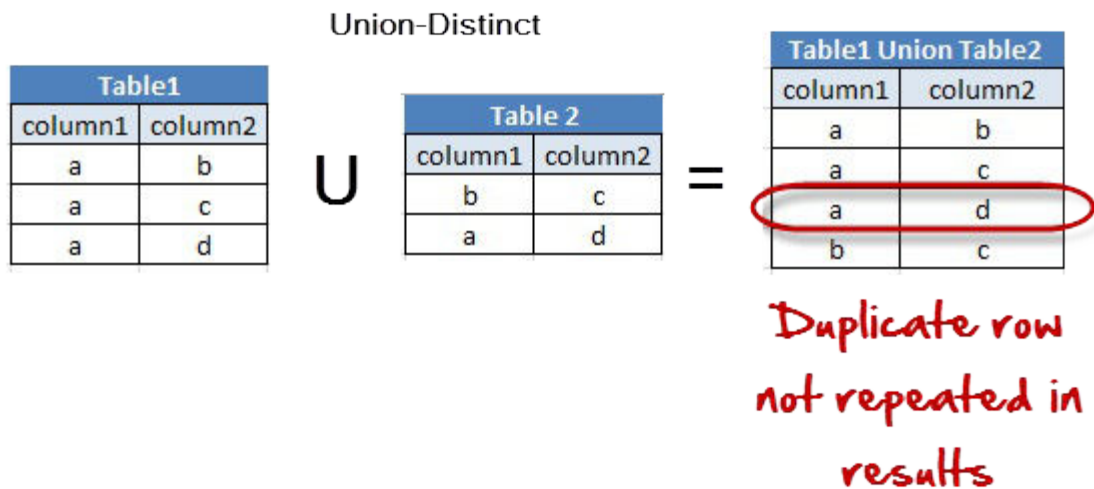 Union-Distinct
Table1
column1 column2
a b
a c
a d
U
Table 2
column1 column2
b c
a d
=
Table1 Union Table2
column1 column2
a b
a c
a d
b c
Duplicate row
not repeated in
results